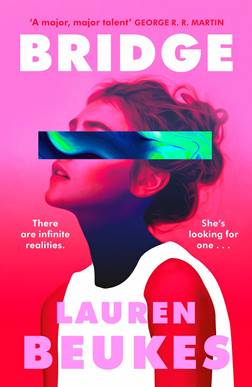 'A major, major talent' GEORGE R. R. MARTIN
BRIDGE
There
are infinite
realities.
She's
looking for
one . . .
LAUREN
BEUKES